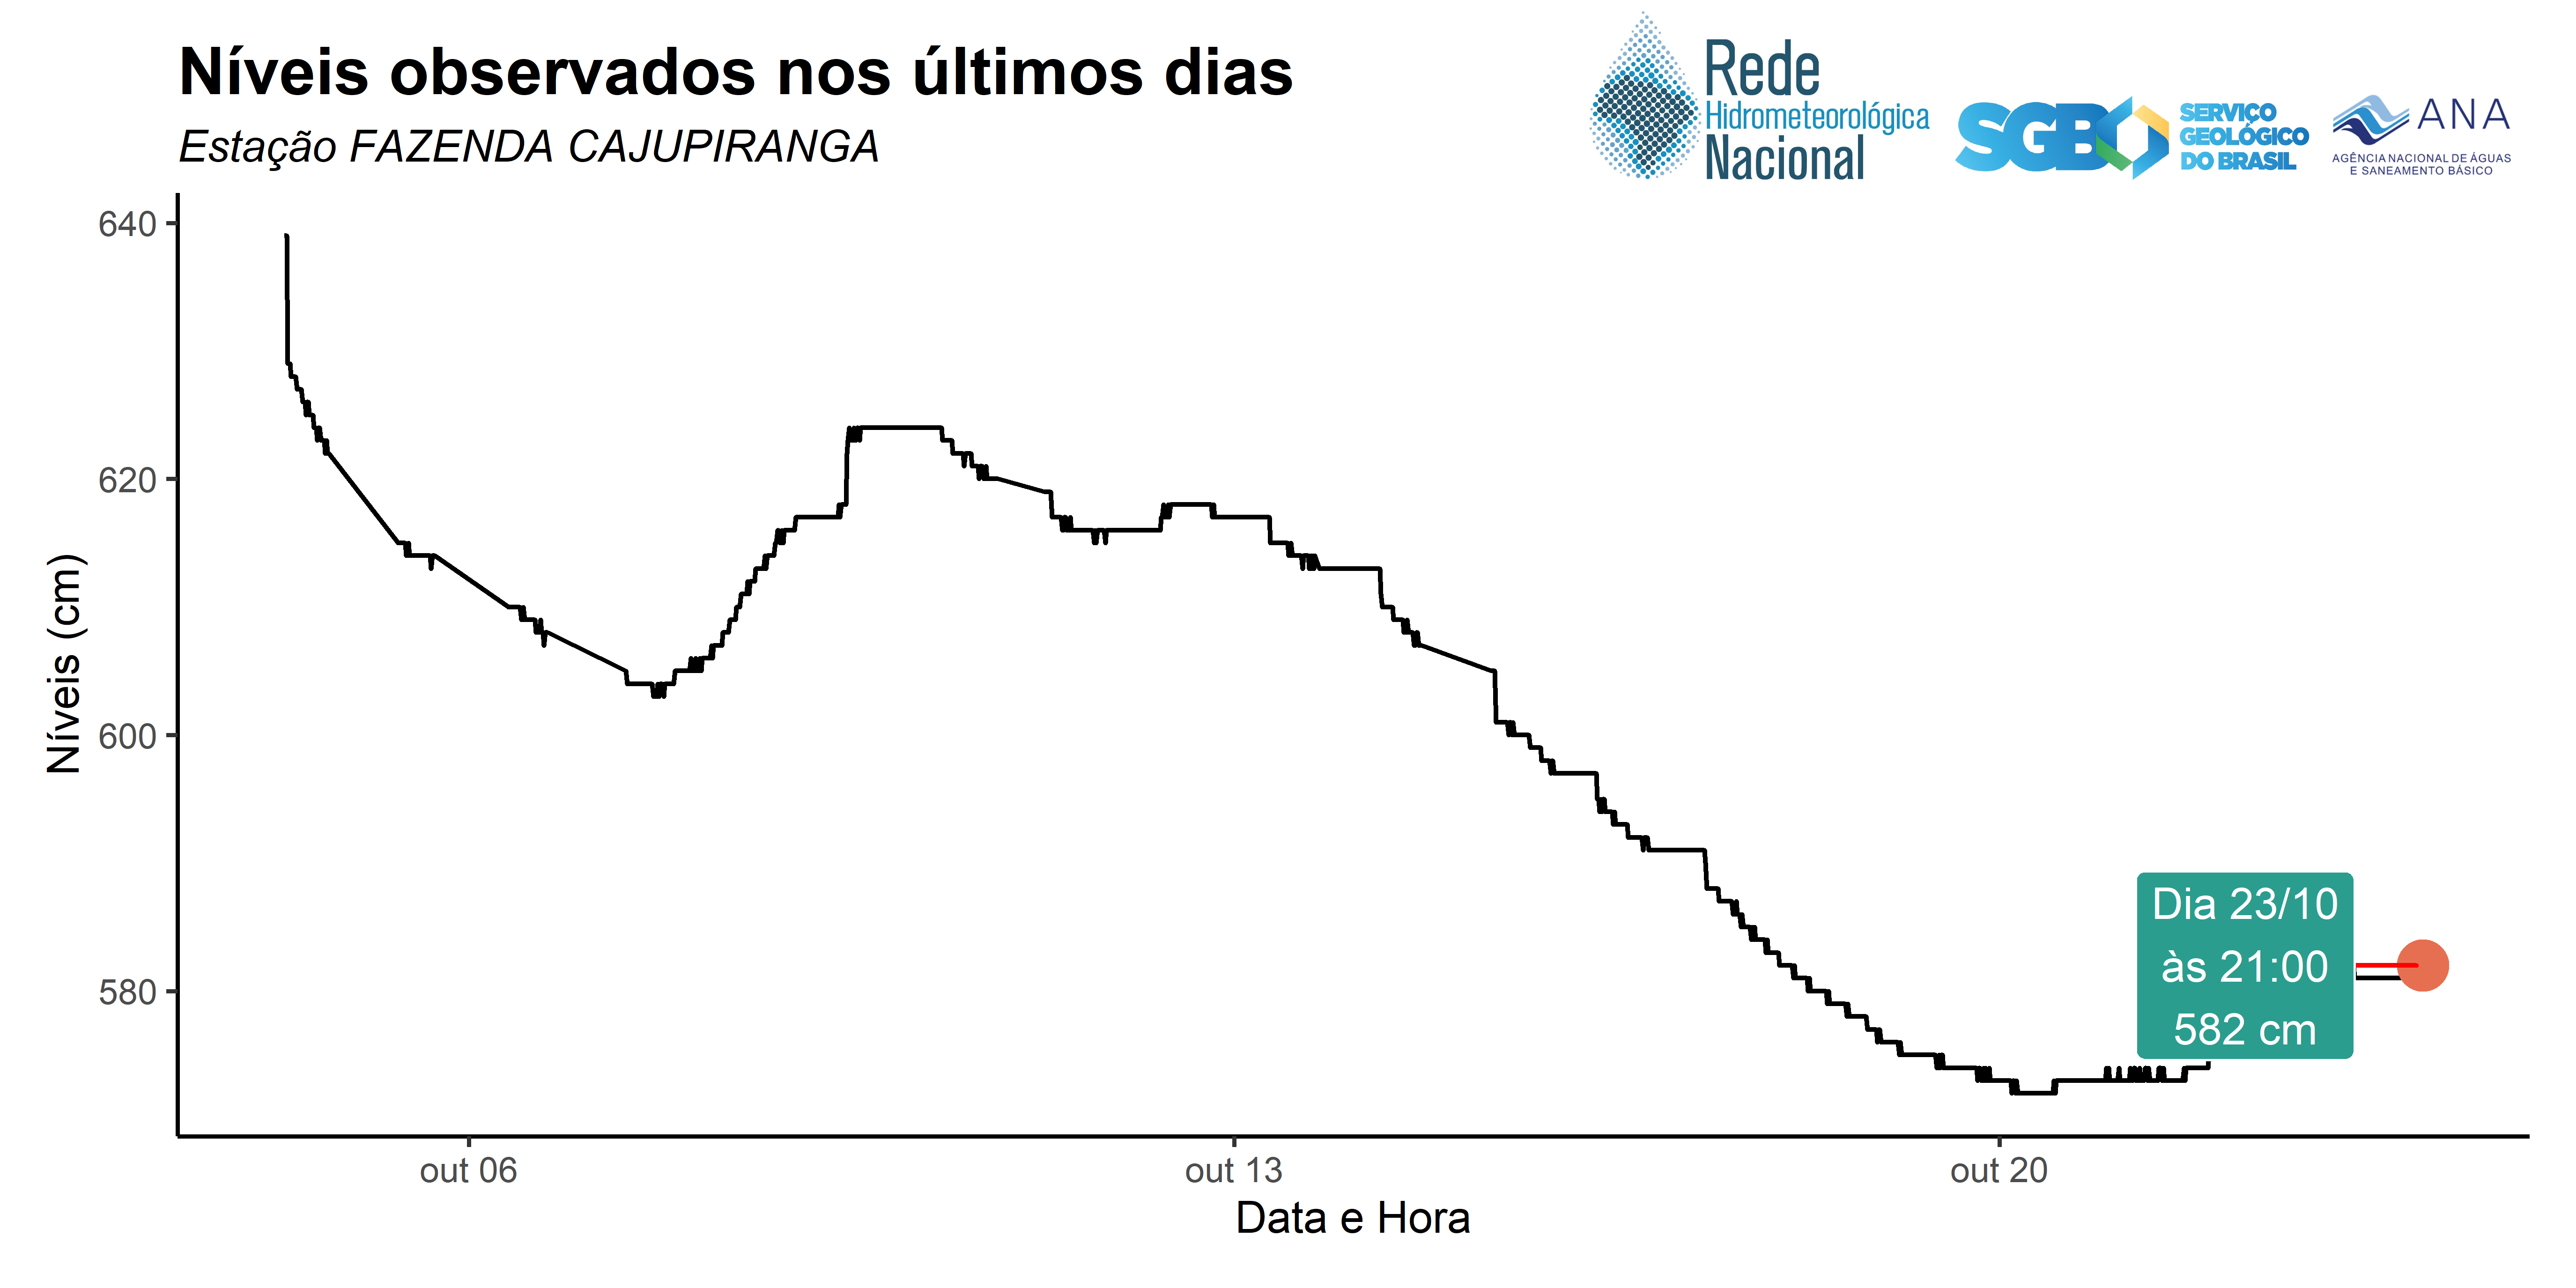 Níveis observados nos últimos dias
Estação FAZENDA CAJUPIRANGA
Rede
Hidrometeorológica
Nacional
SGB
SERVIÇO
GEOLÓGICO
DO BRASIL
ANA
AGÊNCIA NACIONAL DE ÁGUAS
E SANEAMENTO BÁSICO
Níveis (cm)
640
620
600
580
Dia 23/10
às 21:00
582 cm
out 06
out 13
out 20
Data e Hora